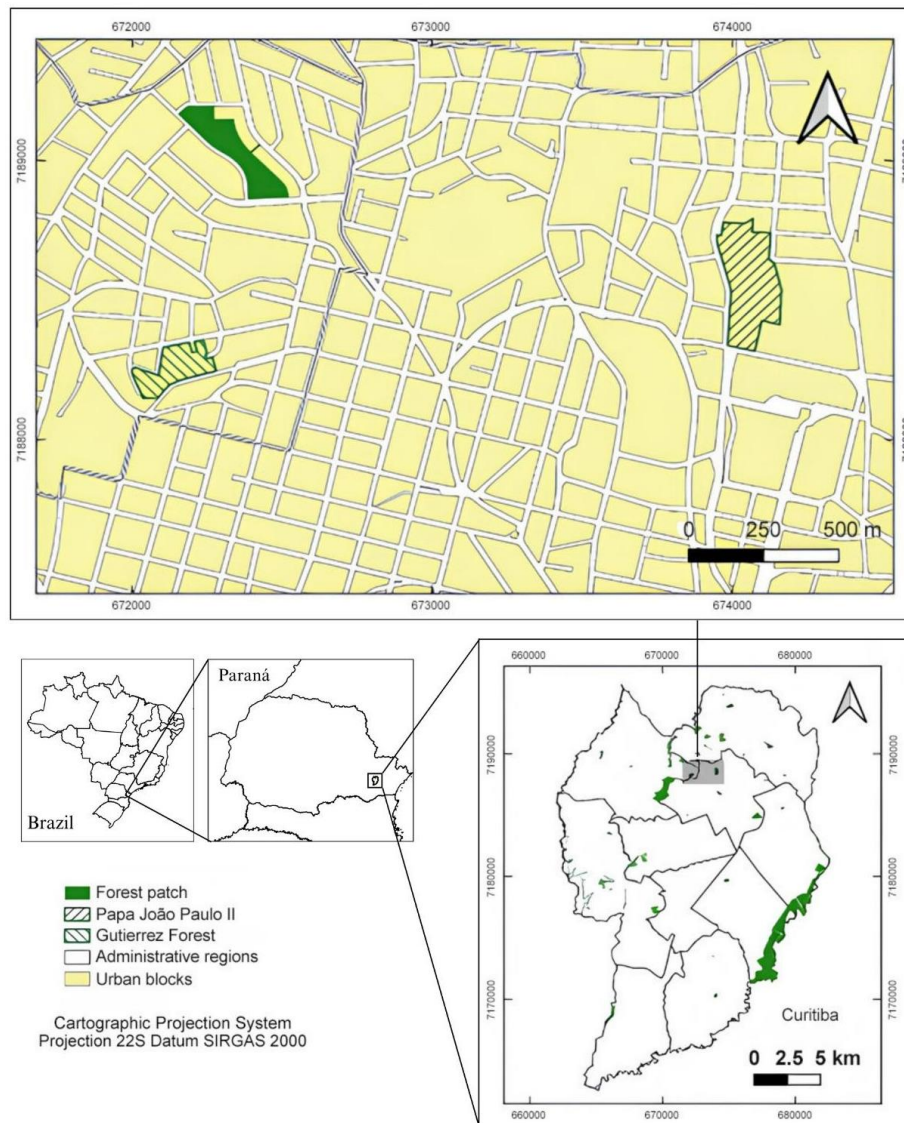 672000
673000
674000
7189000
7189000
7188000
7188000
0 250 500 m
672000
673000
674000
Brazil
Paraná
660000
670000
680000
7190000
7190000
7180000
7180000
7170000
7170000
Curitiba
0 2.5 5 km
660000
670000
680000
Forest patch
Papa João Paulo II
Gutierrez Forest
Administrative regions
Urban blocks
Cartographic Projection System
Projection 22S Datum SIRGAS 2000